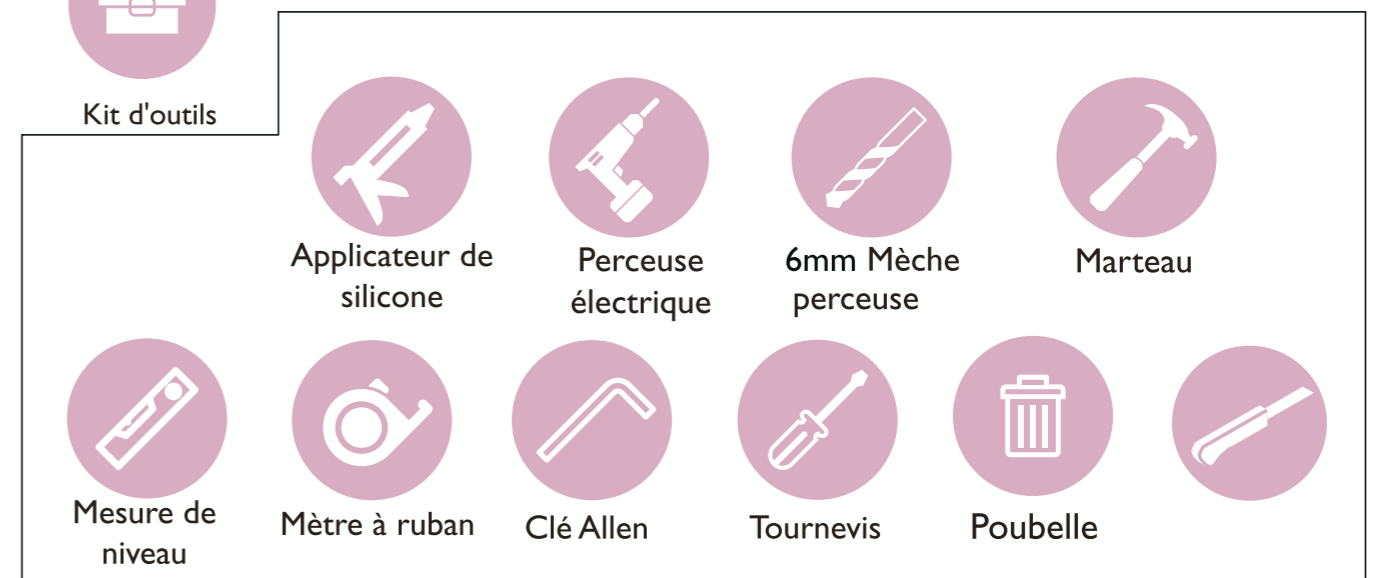 Kit d'outils
Applicateur de
silicone
Perceuse
électrique
6mm Mèche
perceuse
Marteau
Mesure de
niveau
Mètre à ruban
Clé Allen
Tournevis
Poubelle